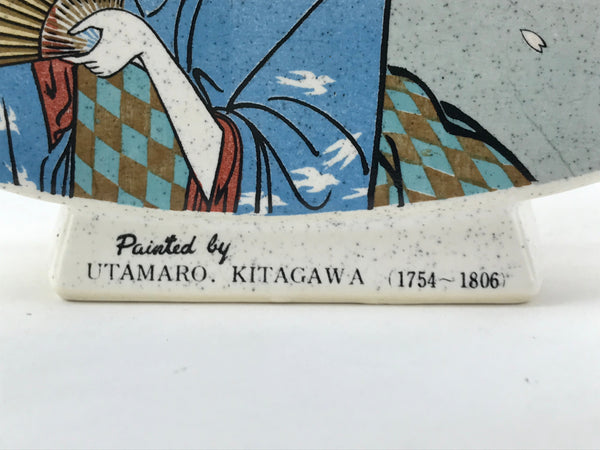 Painted by
UTAMARO. KITAGAWA (1754~1806)